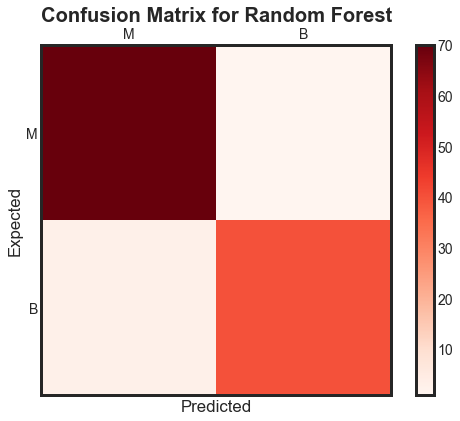 Confusion Matrix for Random Forest
M B
M
B
Expected
Predicted
70
60
50
40
30
20
10